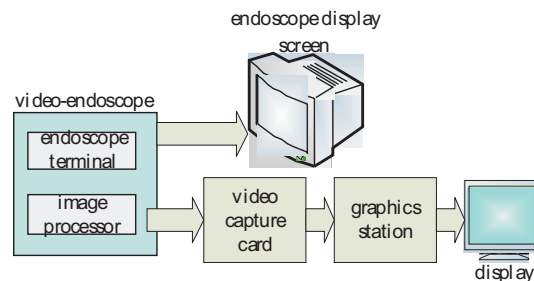 endoscope display
screen
video-endoscope
endoscope
terminal
image
processor
video
capture
card
graphics
station
display